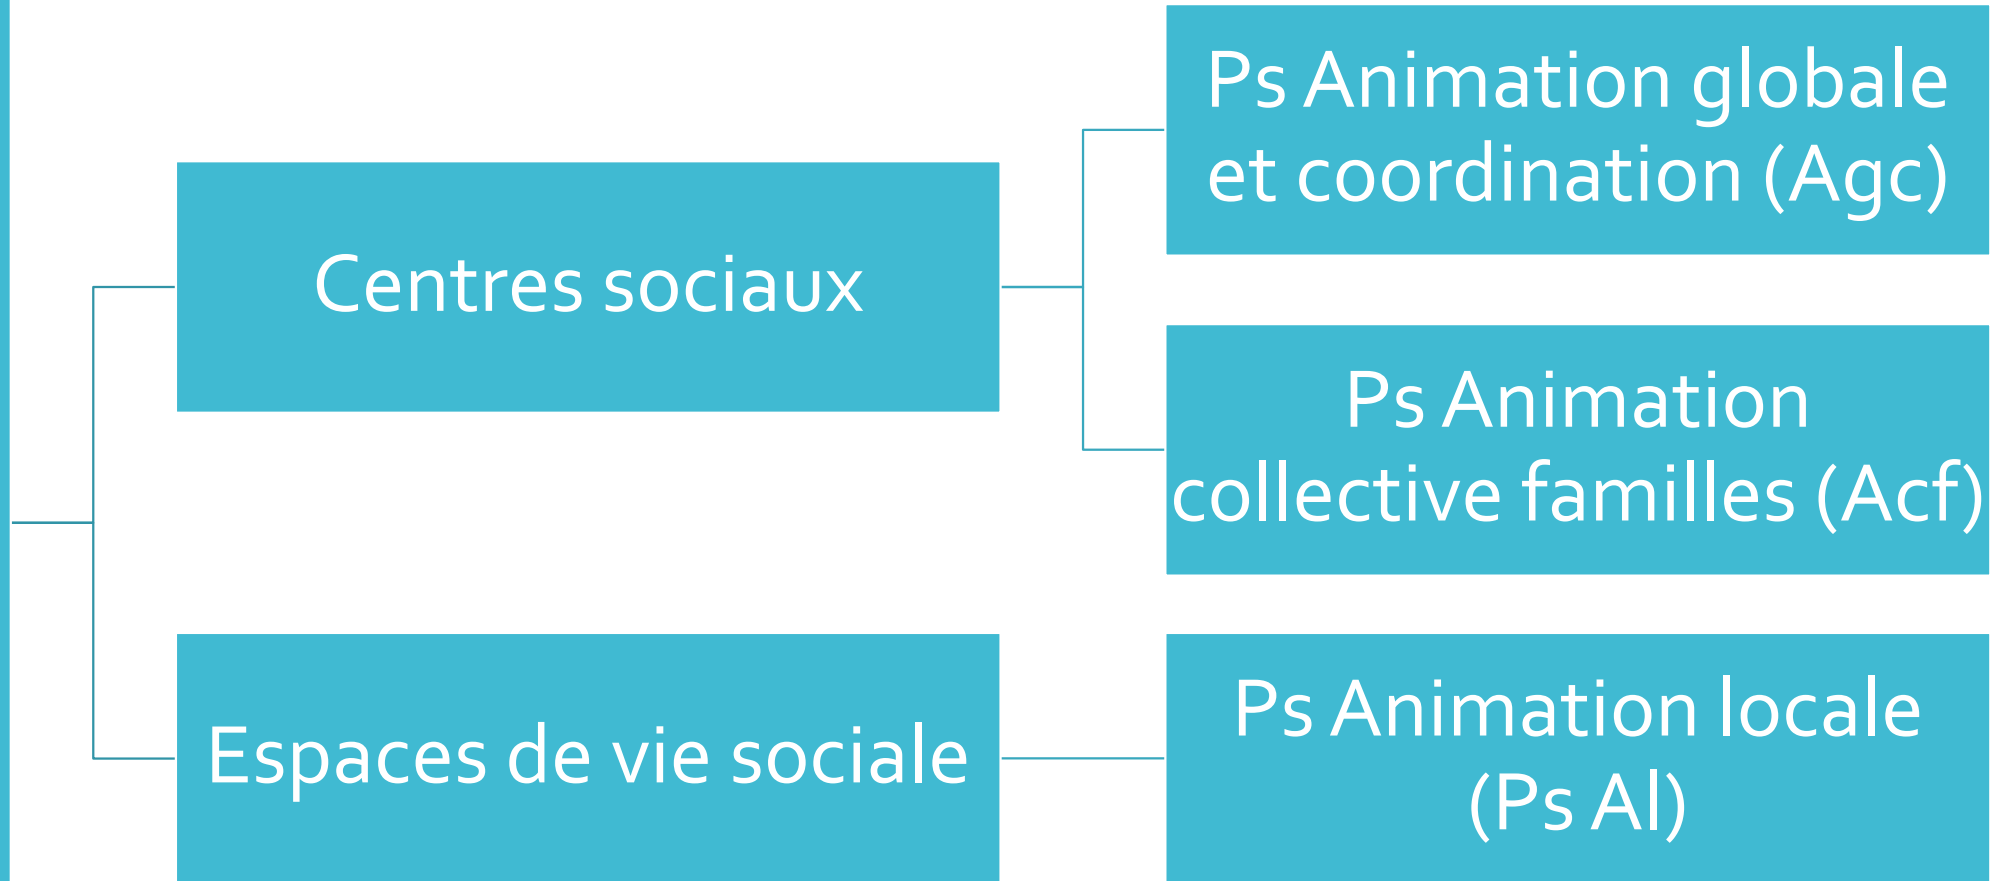 Centres sociaux
Ps Animation globale
et coordination (Agc)
Ps Animation
collective familles (Acf)
Espaces de vie sociale
Ps Animation locale
(Ps Al)